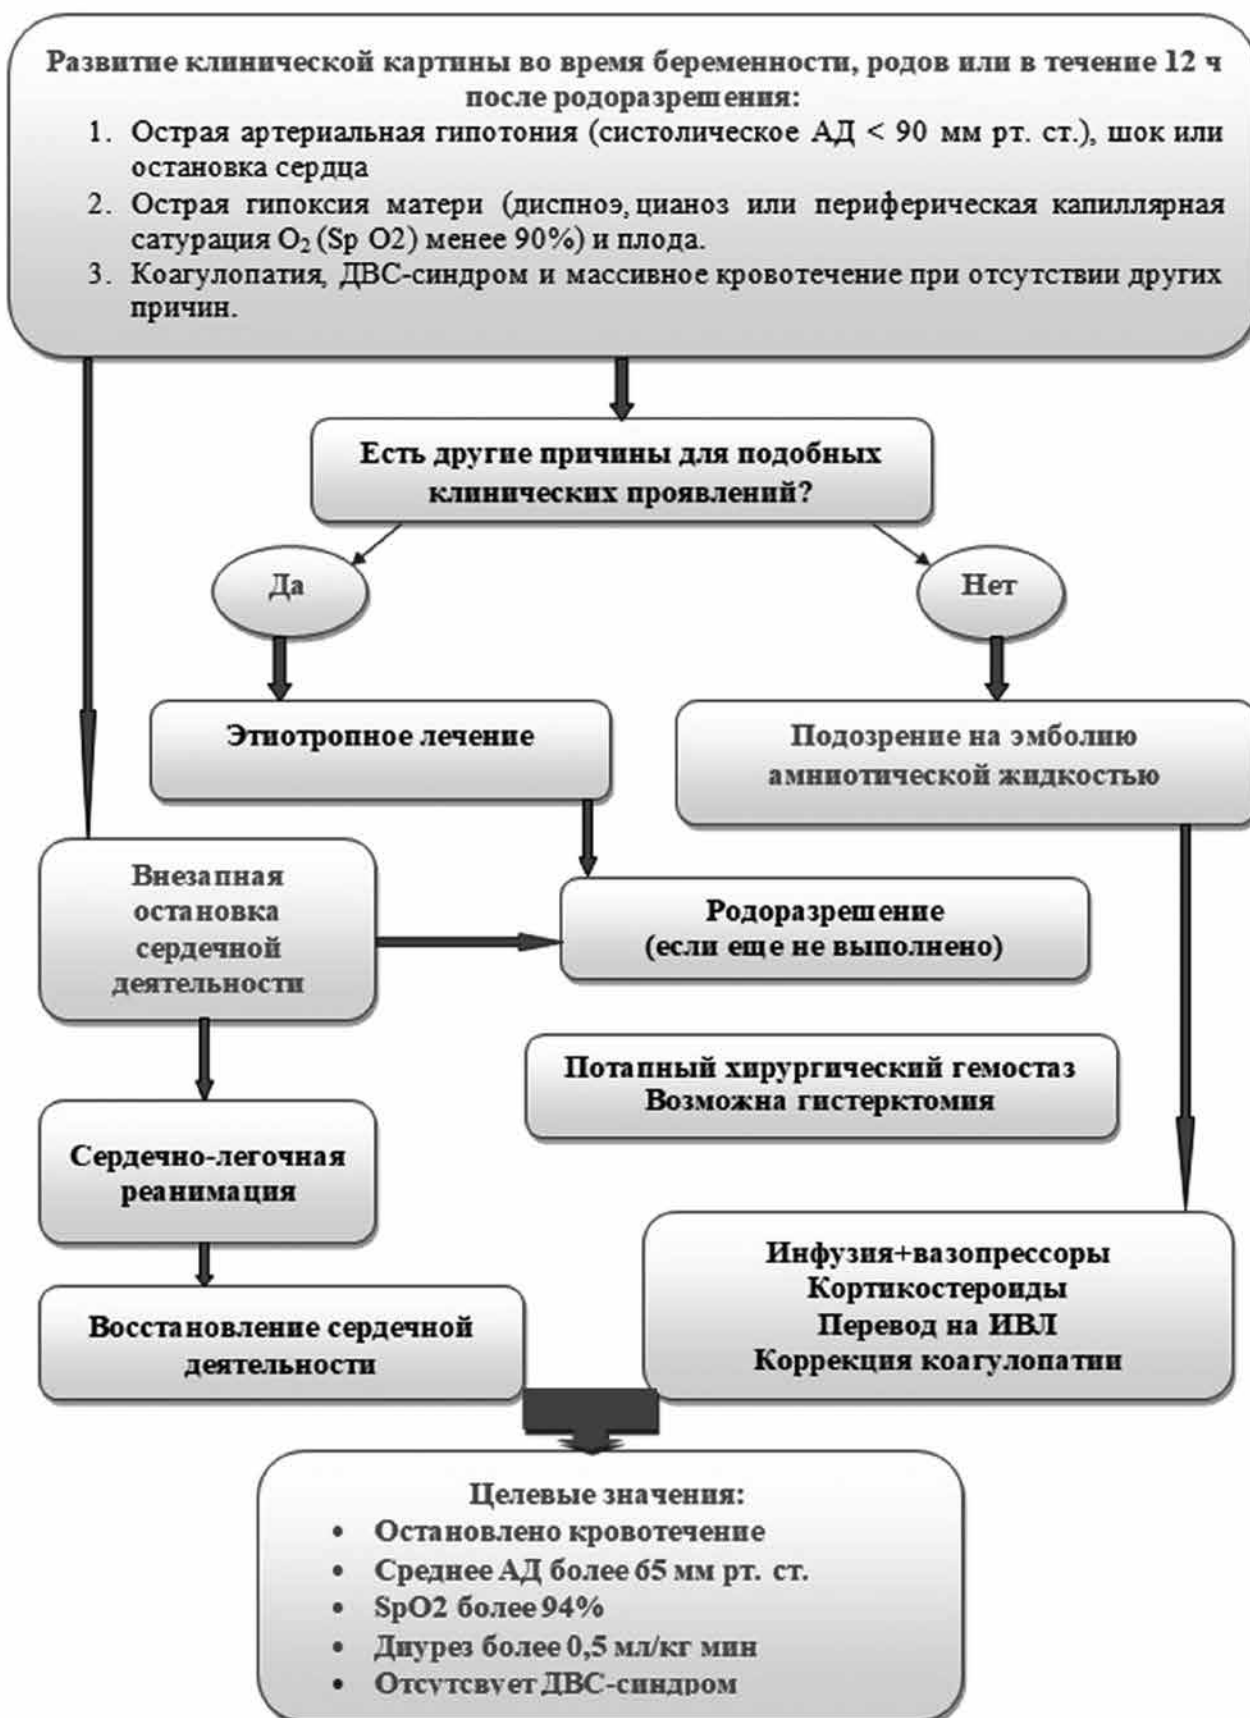 Развитие клинической картины во время беременности, родов или в течение 12 ч
после родоразрешения:
1. Острая артериальная гипотония (систолическое АД < 90 мм рт. ст.), шок или
остановка сердца
2. Острая гипоксия матери (диспноэ, цианоз или периферическая капиллярная
сатурация O₂ (Sp O2) менее 90%) и плода.
3. Коагулопатия, ДВС-синдром и массивное кровотечение при отсутствии других
причин.
Есть другие причины для подобных
клинических проявлений?
Да
Нет
Этиотропное лечение
Подозрение на эмболию
амниотической жидкостью
Внезапная
остановка
сердечной
деятельности
Родоразрешение
(если еще не выполнено)
Потапный хирургический гемостаз
Возможна гистерктомия
Сердечно-легочная
реанимация
Инфузия+вазопрессоры
Кортикостероиды
Перевод на ИВЛ
Коррекция коагулопатии
Восстановление сердечной
деятельности
Целевые значения:
• Остановлено кровотечение
• Среднее АД более 65 мм рт. ст.
• SpO2 более 94%
• Диурез более 0,5 мл/кг мин
• Отсутсвует ДВС-синдром